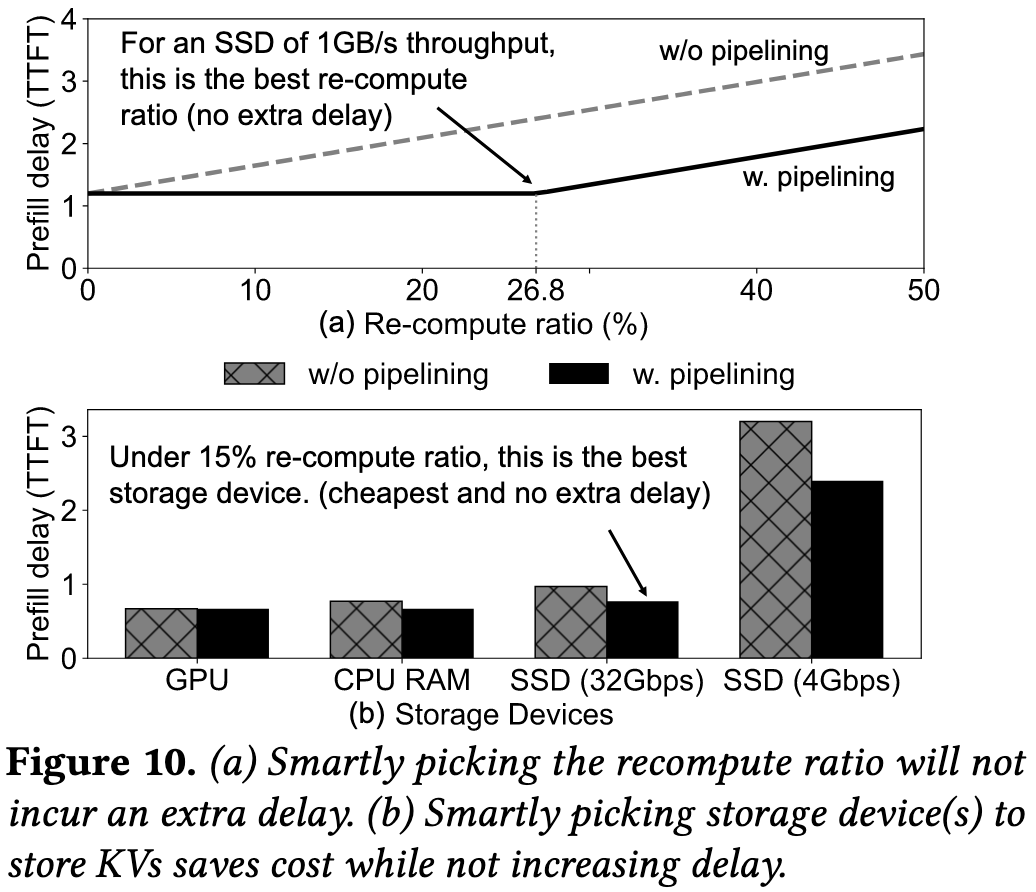 4
For an SSD of 1GB/s throughput,
w/o pipelining
3
this is the best re-compute
ratio (no extra delay)
2
w. pipelining
1
0
Prefill delay (TTFT)
0 10 20 26.8 40 50
(a) Re-compute ratio (%)
w/o pipelining w. pipelining
3
Under 15% re-compute ratio, this is the best
storage device. (cheapest and no extra delay)
2
1
0
Prefill delay (TTFT)
GPU CPU RAM SSD (32Gbps) SSD (4Gbps)
(b) Storage Devices
Figure 10. (a) Smartly picking the recompute ratio will not
incur an extra delay. (b) Smartly picking storage device(s) to
store KVs saves cost while not increasing delay.